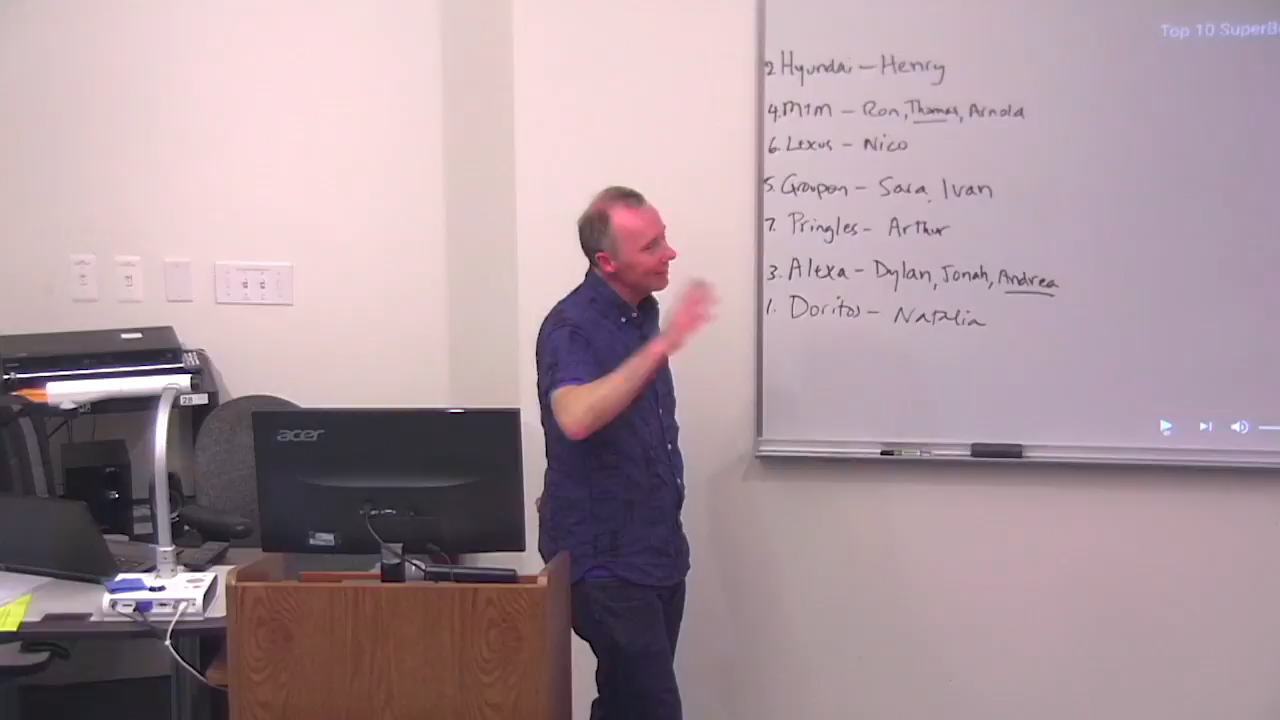 Top 10 SuperB
2 Hyundai - Henry
4. M+M - Ron, Thomas, Arnold
6. Lexus - Nico
5. Groupon - Sara, Ivan
7. Pringles - Arthur
3. Alexa - Dylan, Jonah, Andrea
1. Doritos - Natalia
28
acer